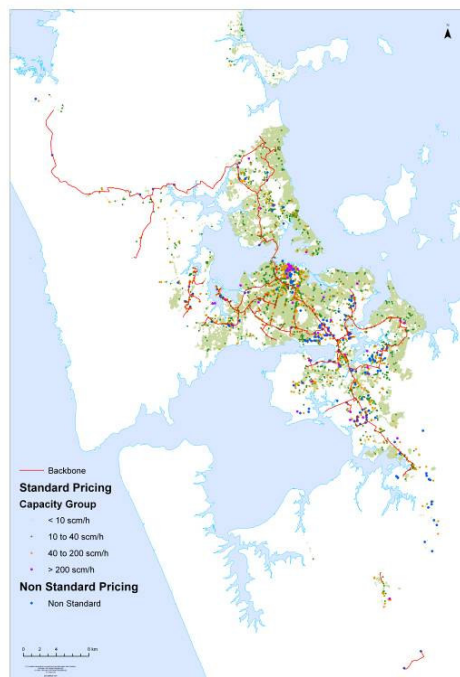 N
Backbone
Standard Pricing
Capacity Group
< 10 scm/h
10 to 40 scm/h
40 to 200 scm/h
> 200 scm/h
Non Standard Pricing
Non Standard
0 2 4 8 km